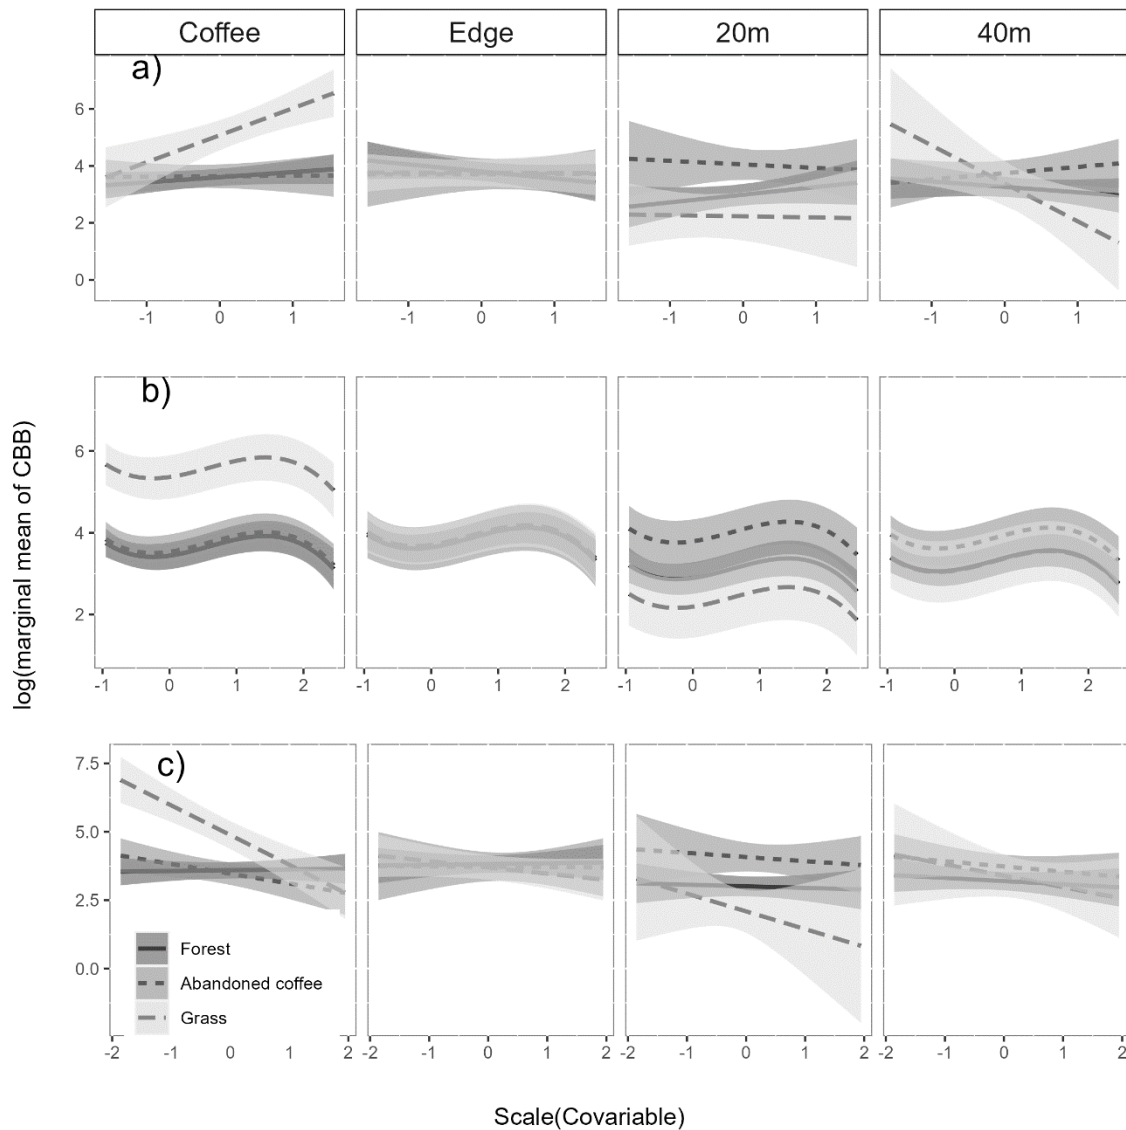 Coffee Edge 20m 40m
a)
6
4
2
0
-1 0 1 -1 0 1 -1 0 1 -1 0 1
b)
6
4
2
-1 0 1 2 -1 0 1 2 -1 0 1 2 -1 0 1 2
log(marginal mean of CBB)
c)
7.5
5.0
2.5
0.0
Forest
Abandoned coffee
Grass
-2 -1 0 1 2 -2 -1 0 1 2 -2 -1 0 1 2 -2 -1 0 1 2
Scale(Covariable)